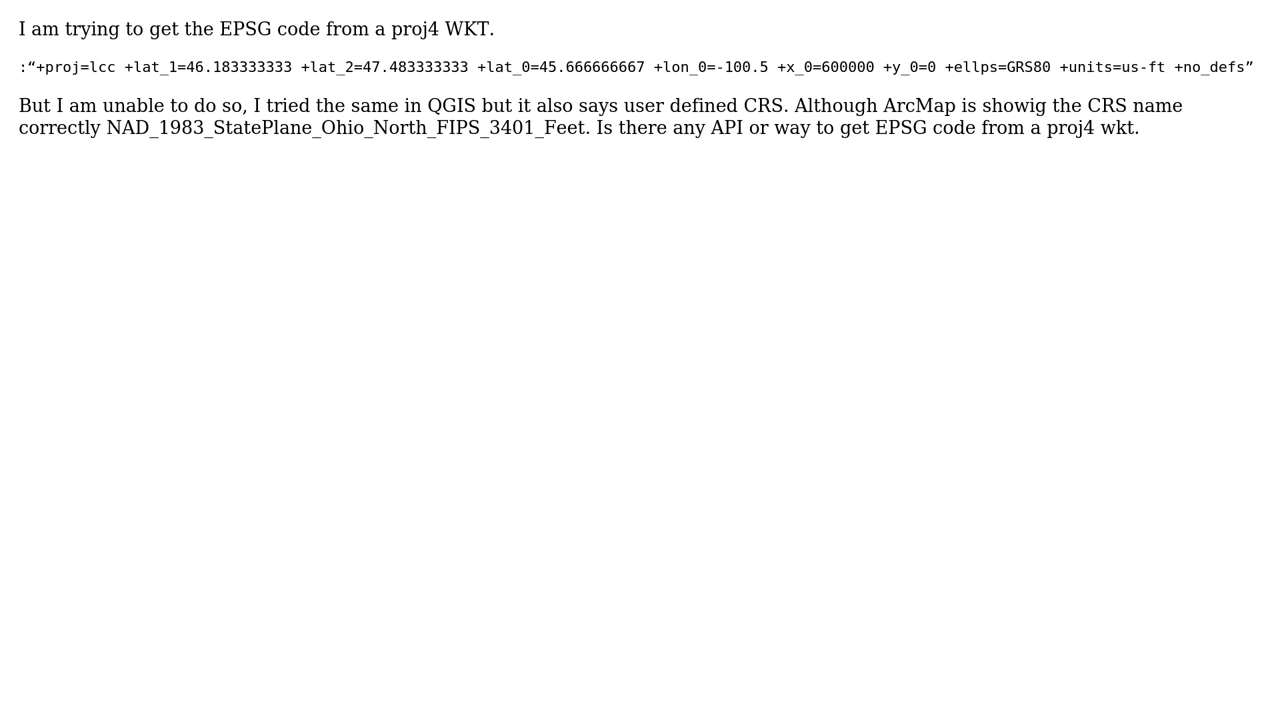 I am trying to get the EPSG code from a proj4 WKT.
:“+proj=lcc +lat_1=46.183333333 +lat_2=47.483333333 +lat_0=45.666666667 +lon_0=-100.5 +x_0=600000 +y_0=0 +ellps=GRS80 +units=us-ft +no_defs”
But I am unable to do so, I tried the same in QGIS but it also says user defined CRS. Although ArcMap is showig the CRS name
correctly NAD_1983_StatePlane_Ohio_North_FIPS_3401_Feet. Is there any API or way to get EPSG code from a proj4 wkt.